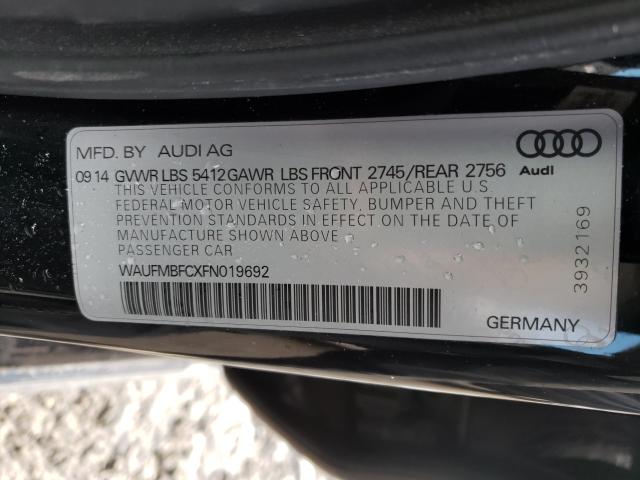 MFD. BY AUDI AG
09 14 GVWR LBS 5412 GAWR LBS FRONT 2745/REAR 2756
THIS VEHICLE CONFORMS TO ALL APPLICABLE U.S.
FEDERAL MOTOR VEHICLE SAFETY, BUMPER AND THEFT
PREVENTION STANDARDS IN EFFECT ON THE DATE OF
MANUFACTURE SHOWN ABOVE
PASSENGER CAR
WAUFMBFCXFN019692
Audi
3932169
GERMANY